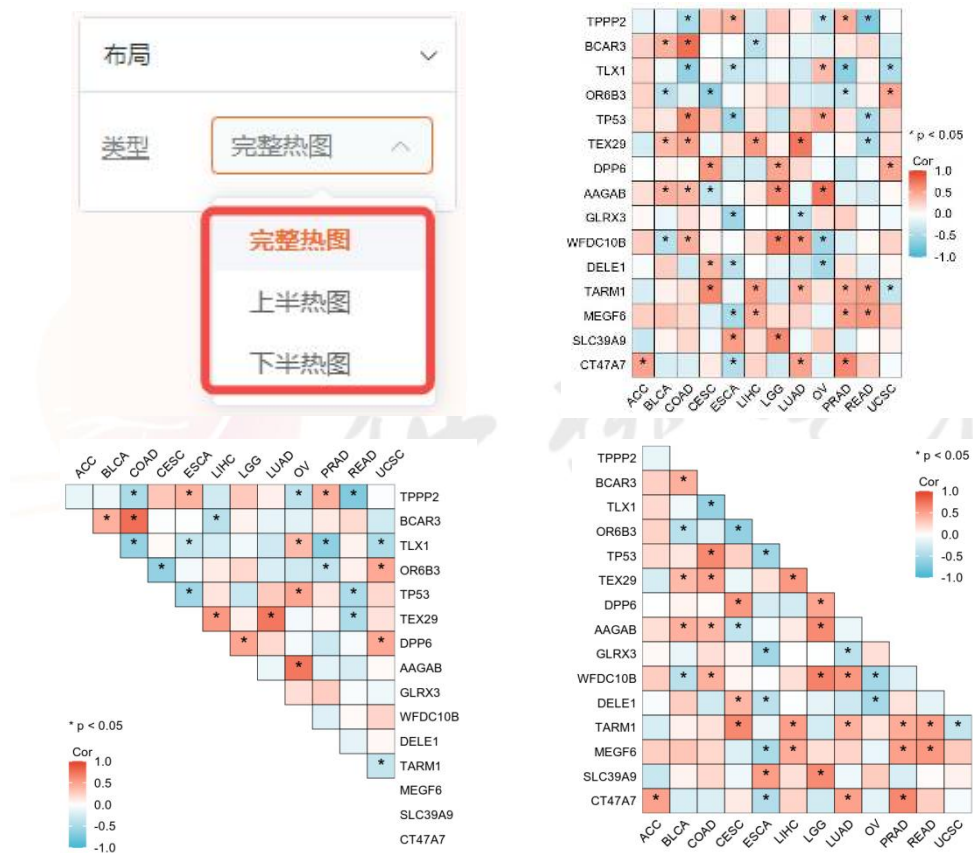 布局
类型
完整热图
完整热图
上半热图
下半热图
TPPP2
BCAR3
TLX1
OR6B3
TP53
TEX29
DPP6
AAGAB
GLRX3
WFDC10B
DELE1
TARM1
MEGF6
SLC39A9
CT47A7
ACC BLCA COAD CESC ESCA LIHC LGG LUAD OV PRAD READ UCSC
* p < 0.05
Cor
1.0
0.5
0.0
-0.5
-1.0
ACC BLCA COAD CESC ESCA LIHC LGG LUAD OV PRAD READ UCSC
TPPP2
BCAR3
TLX1
OR6B3
TP53
TEX29
DPP6
AAGAB
GLRX3
WFDC10B
DELE1
TARM1
MEGF6
SLC39A9
CT47A7
* p < 0.05
Cor
1.0
0.5
0.0
-0.5
-1.0
TPPP2
BCAR3
TLX1
OR6B3
TP53
TEX29
DPP6
AAGAB
GLRX3
WFDC10B
DELE1
TARM1
MEGF6
SLC39A9
CT47A7
ACC BLCA COAD CESC ESCA LIHC LGG LUAD OV PRAD READ UCSC
* p < 0.05
Cor
1.0
0.5
0.0
-0.5
-1.0